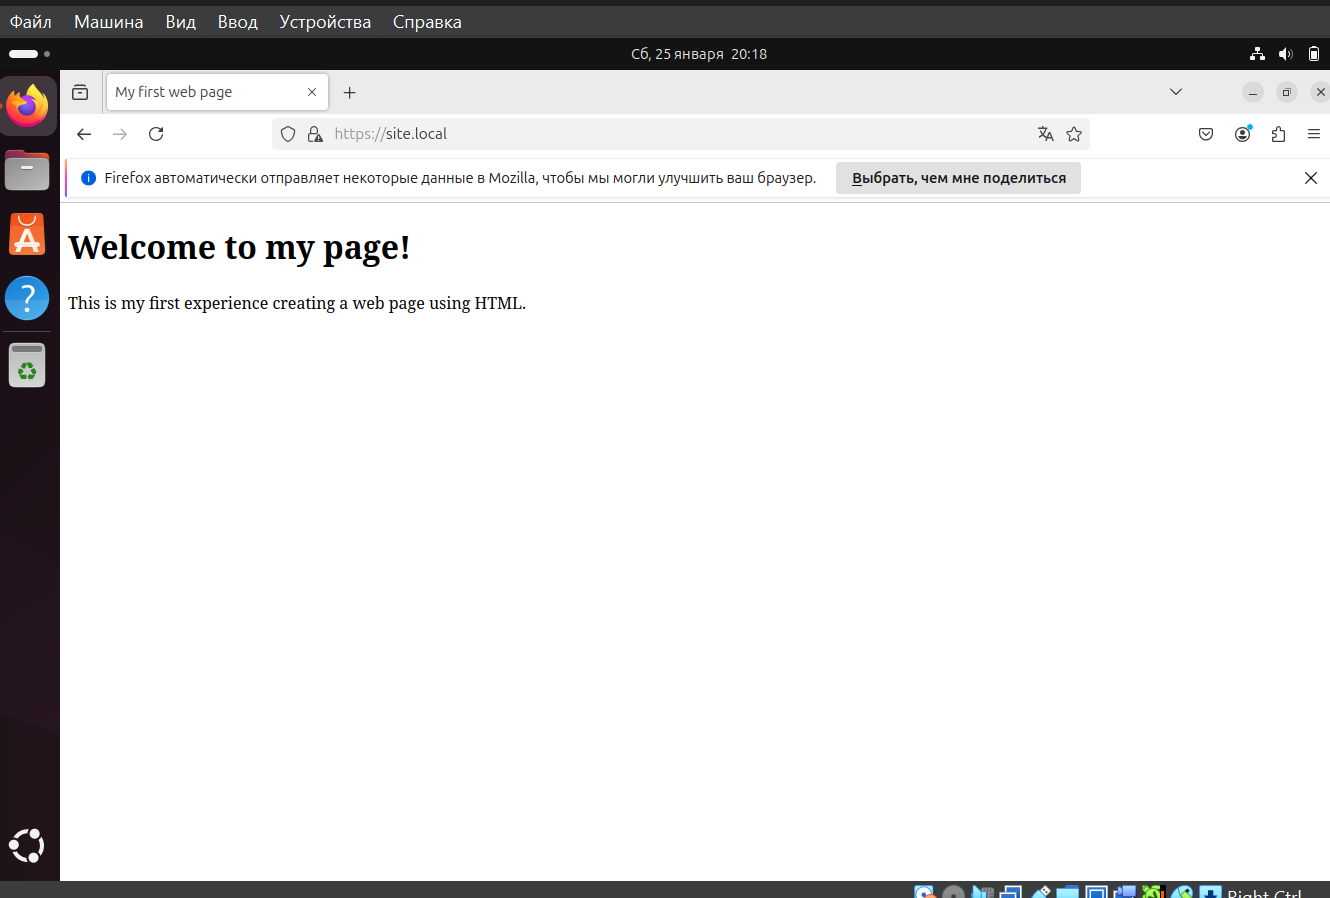 Файл Машина Вид Ввод Устройства Справка
Сб, 25 января 20:18
My first web page
https://site.local
Firefox автоматически отправляет некоторые данные в Mozilla, чтобы мы могли улучшить ваш браузер. Выбрать, чем мне поделиться
Welcome to my page!
This is my first experience creating a web page using HTML.
Right Ctrl